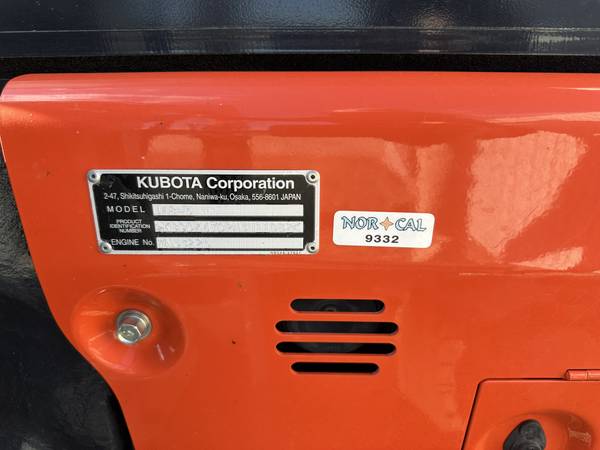 KUBOTA Corporation
2-47, Shikitsuhigashi 1-Chome, Naniwa-ku, Osaka, 556-8601 JAPAN
MODEL
PRODUCT
IDENTIFICATION
NUMBER
ENGINE No.
NOR CAL
9332